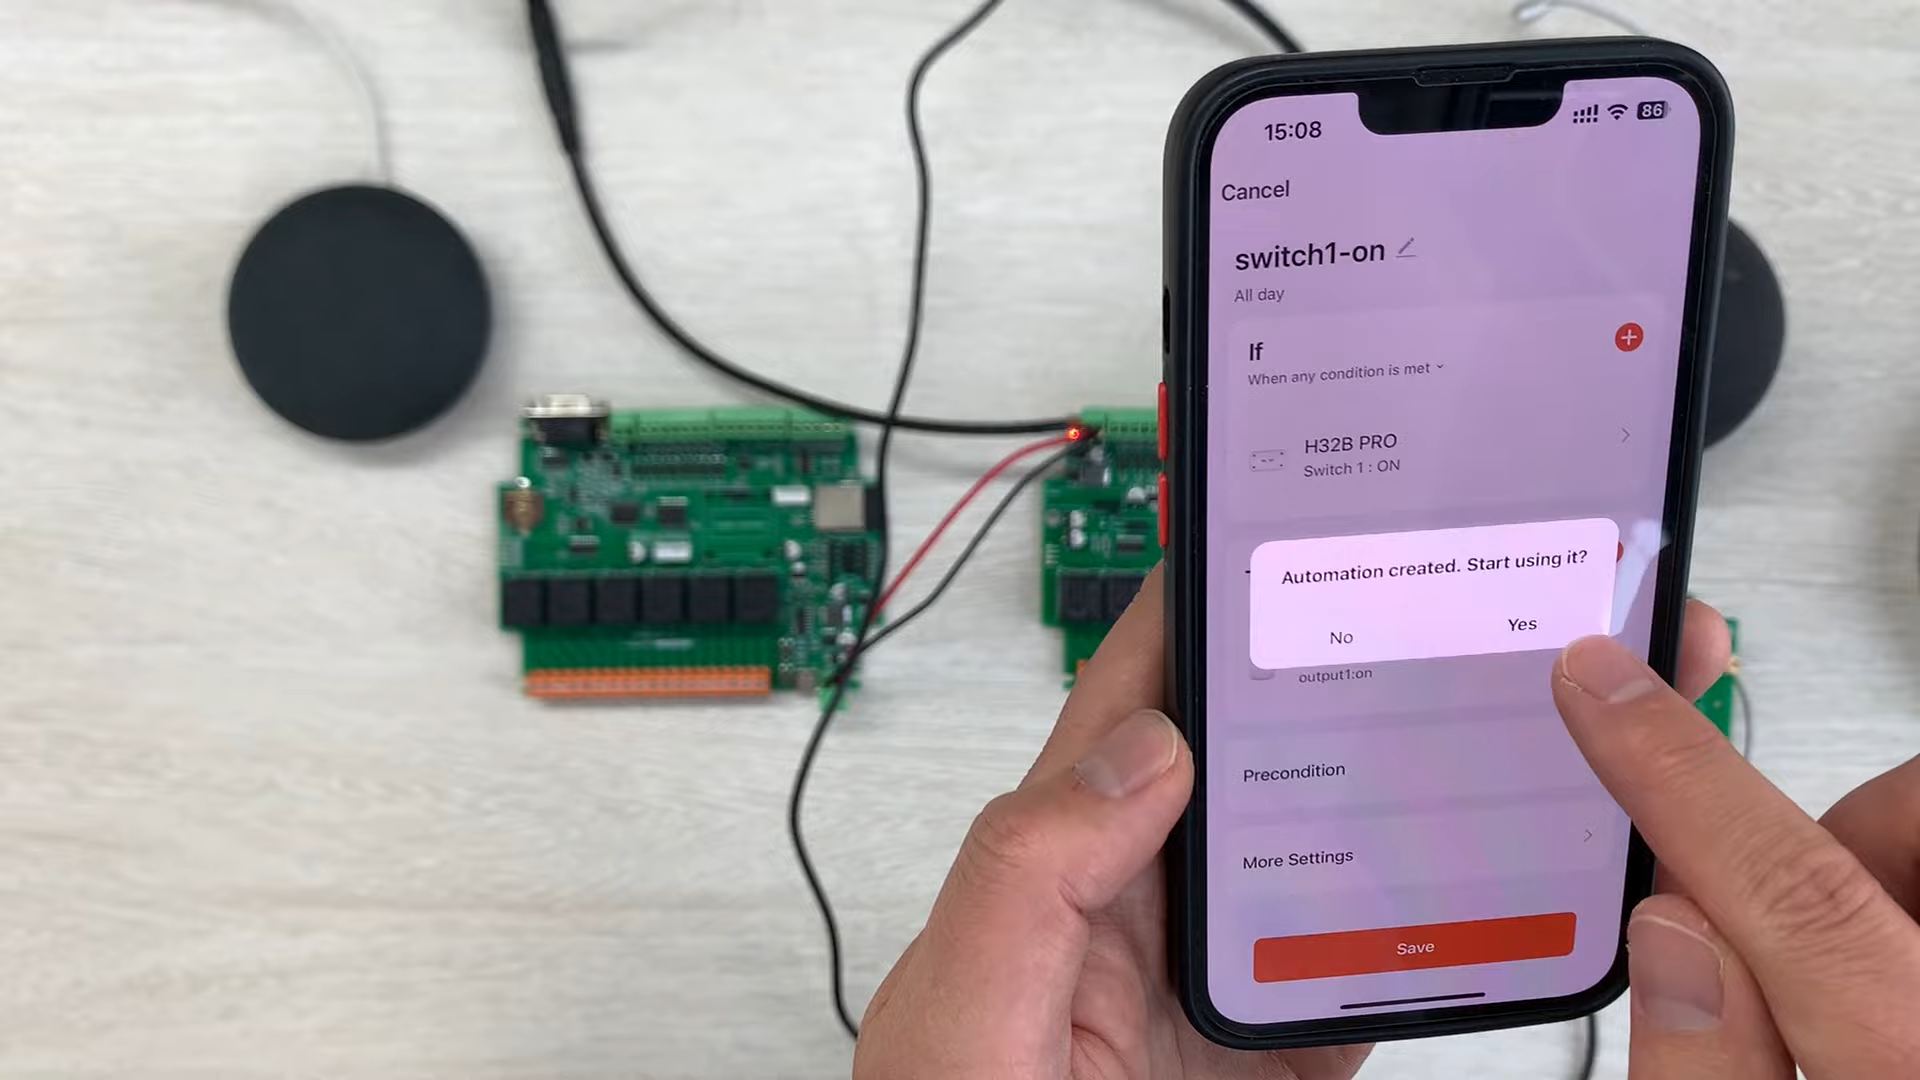 15:08
86
Cancel
switch1-on
All day
If
When any condition is met
H32B PRO
Switch 1 : ON
Automation created. Start using it?
No
Yes
output1:on
Precondition
More Settings
Save